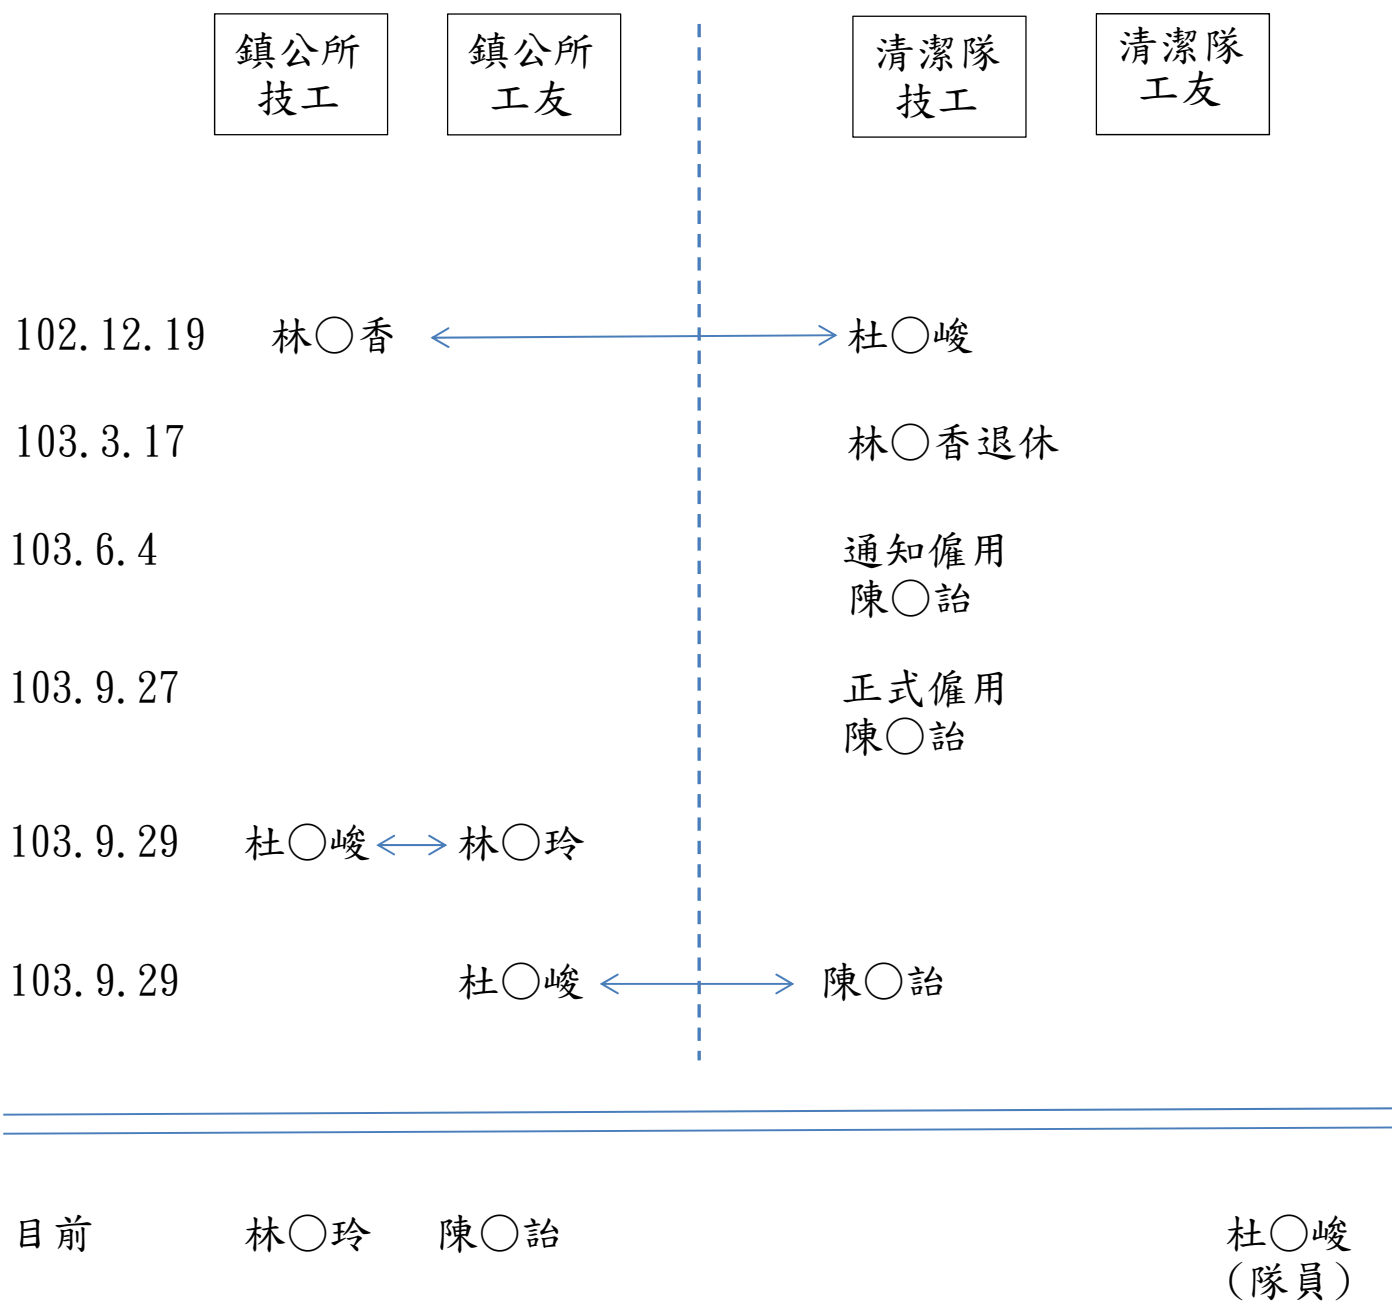 鎮公所
技工
鎮公所
工友
清潔隊
技工
清潔隊
工友
102.12.19 林○香 杜○峻
103.3.17 林○香退休
103.6.4 通知僱用
陳○詒
103.9.27 正式僱用
陳○詒
103.9.29 杜○峻 林○玲
103.9.29 杜○峻 陳○詒
目前 林○玲 陳○詒 杜○峻
(隊員)